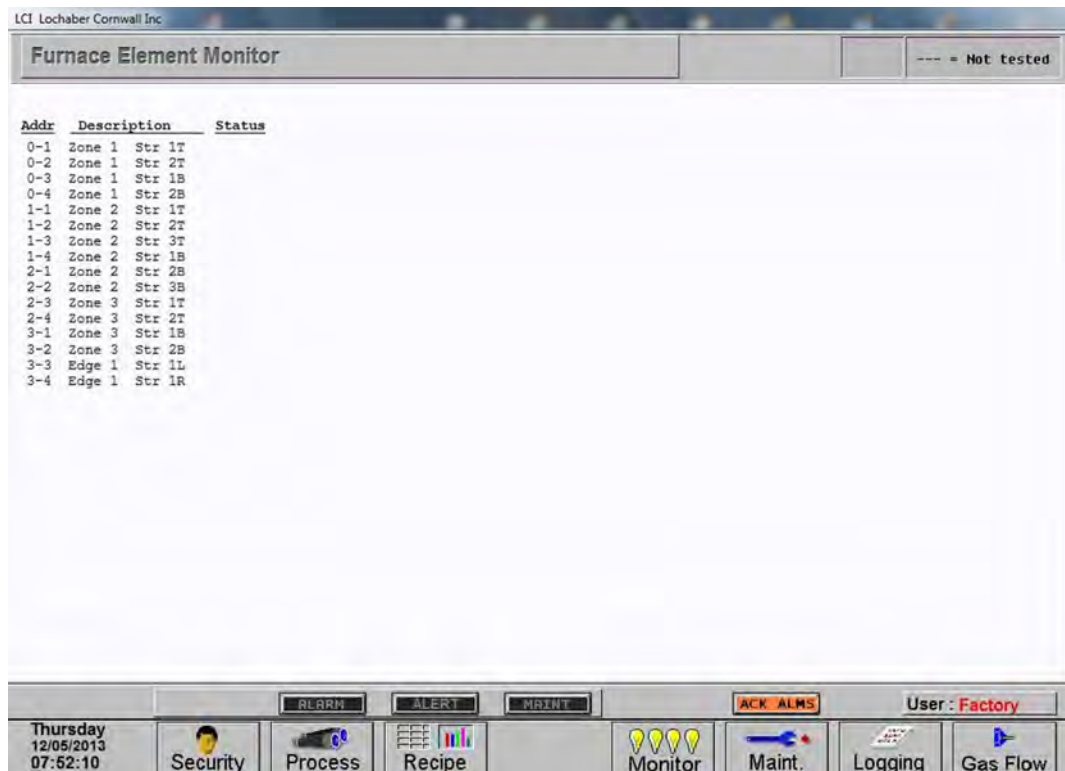 LCI Lochaber Cornwall Inc
Furnace Element Monitor
--- = Not tested
Addr Description Status
0-1 Zone 1 Str 1T
0-2 Zone 1 Str 2T
0-3 Zone 1 Str 1B
0-4 Zone 1 Str 2B
1-1 Zone 2 Str 1T
1-2 Zone 2 Str 2T
1-3 Zone 2 Str 3T
1-4 Zone 2 Str 1B
2-1 Zone 2 Str 2B
2-2 Zone 2 Str 3B
2-3 Zone 3 Str 1T
2-4 Zone 3 Str 2T
3-1 Zone 3 Str 1B
3-2 Zone 3 Str 2B
3-3 Edge 1 Str 1L
3-4 Edge 1 Str 1R
ALARM ALERT MAINT ACK ALMS User : Factory
Thursday
12/05/2013
07:52:10
Security Process Recipe Monitor Maint. Logging Gas Flow